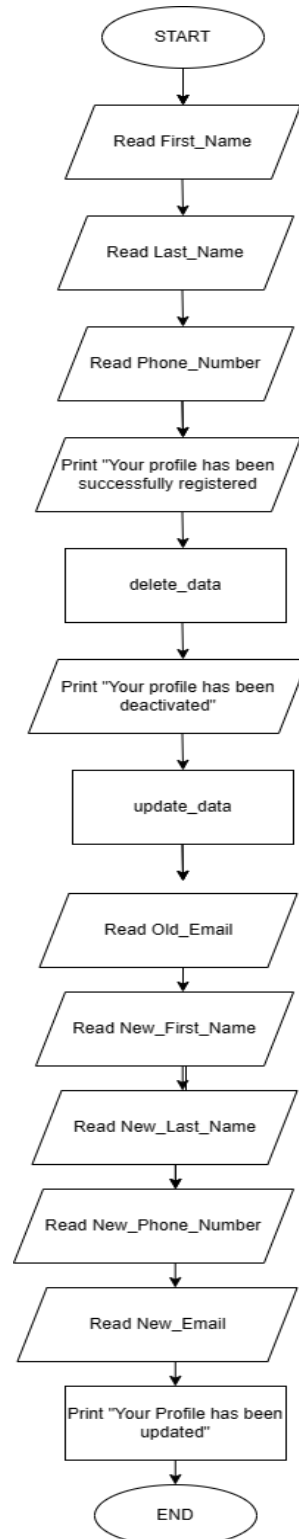 START
Read First_Name
Read Last_Name
Read Phone_Number
Print "Your profile has been
successfully registered
delete_data
Print "Your profile has been
deactivated"
update_data
Read Old_Email
Read New_First_Name
Read New_Last_Name
Read New_Phone_Number
Read New_Email
Print "Your Profile has been
updated"
END